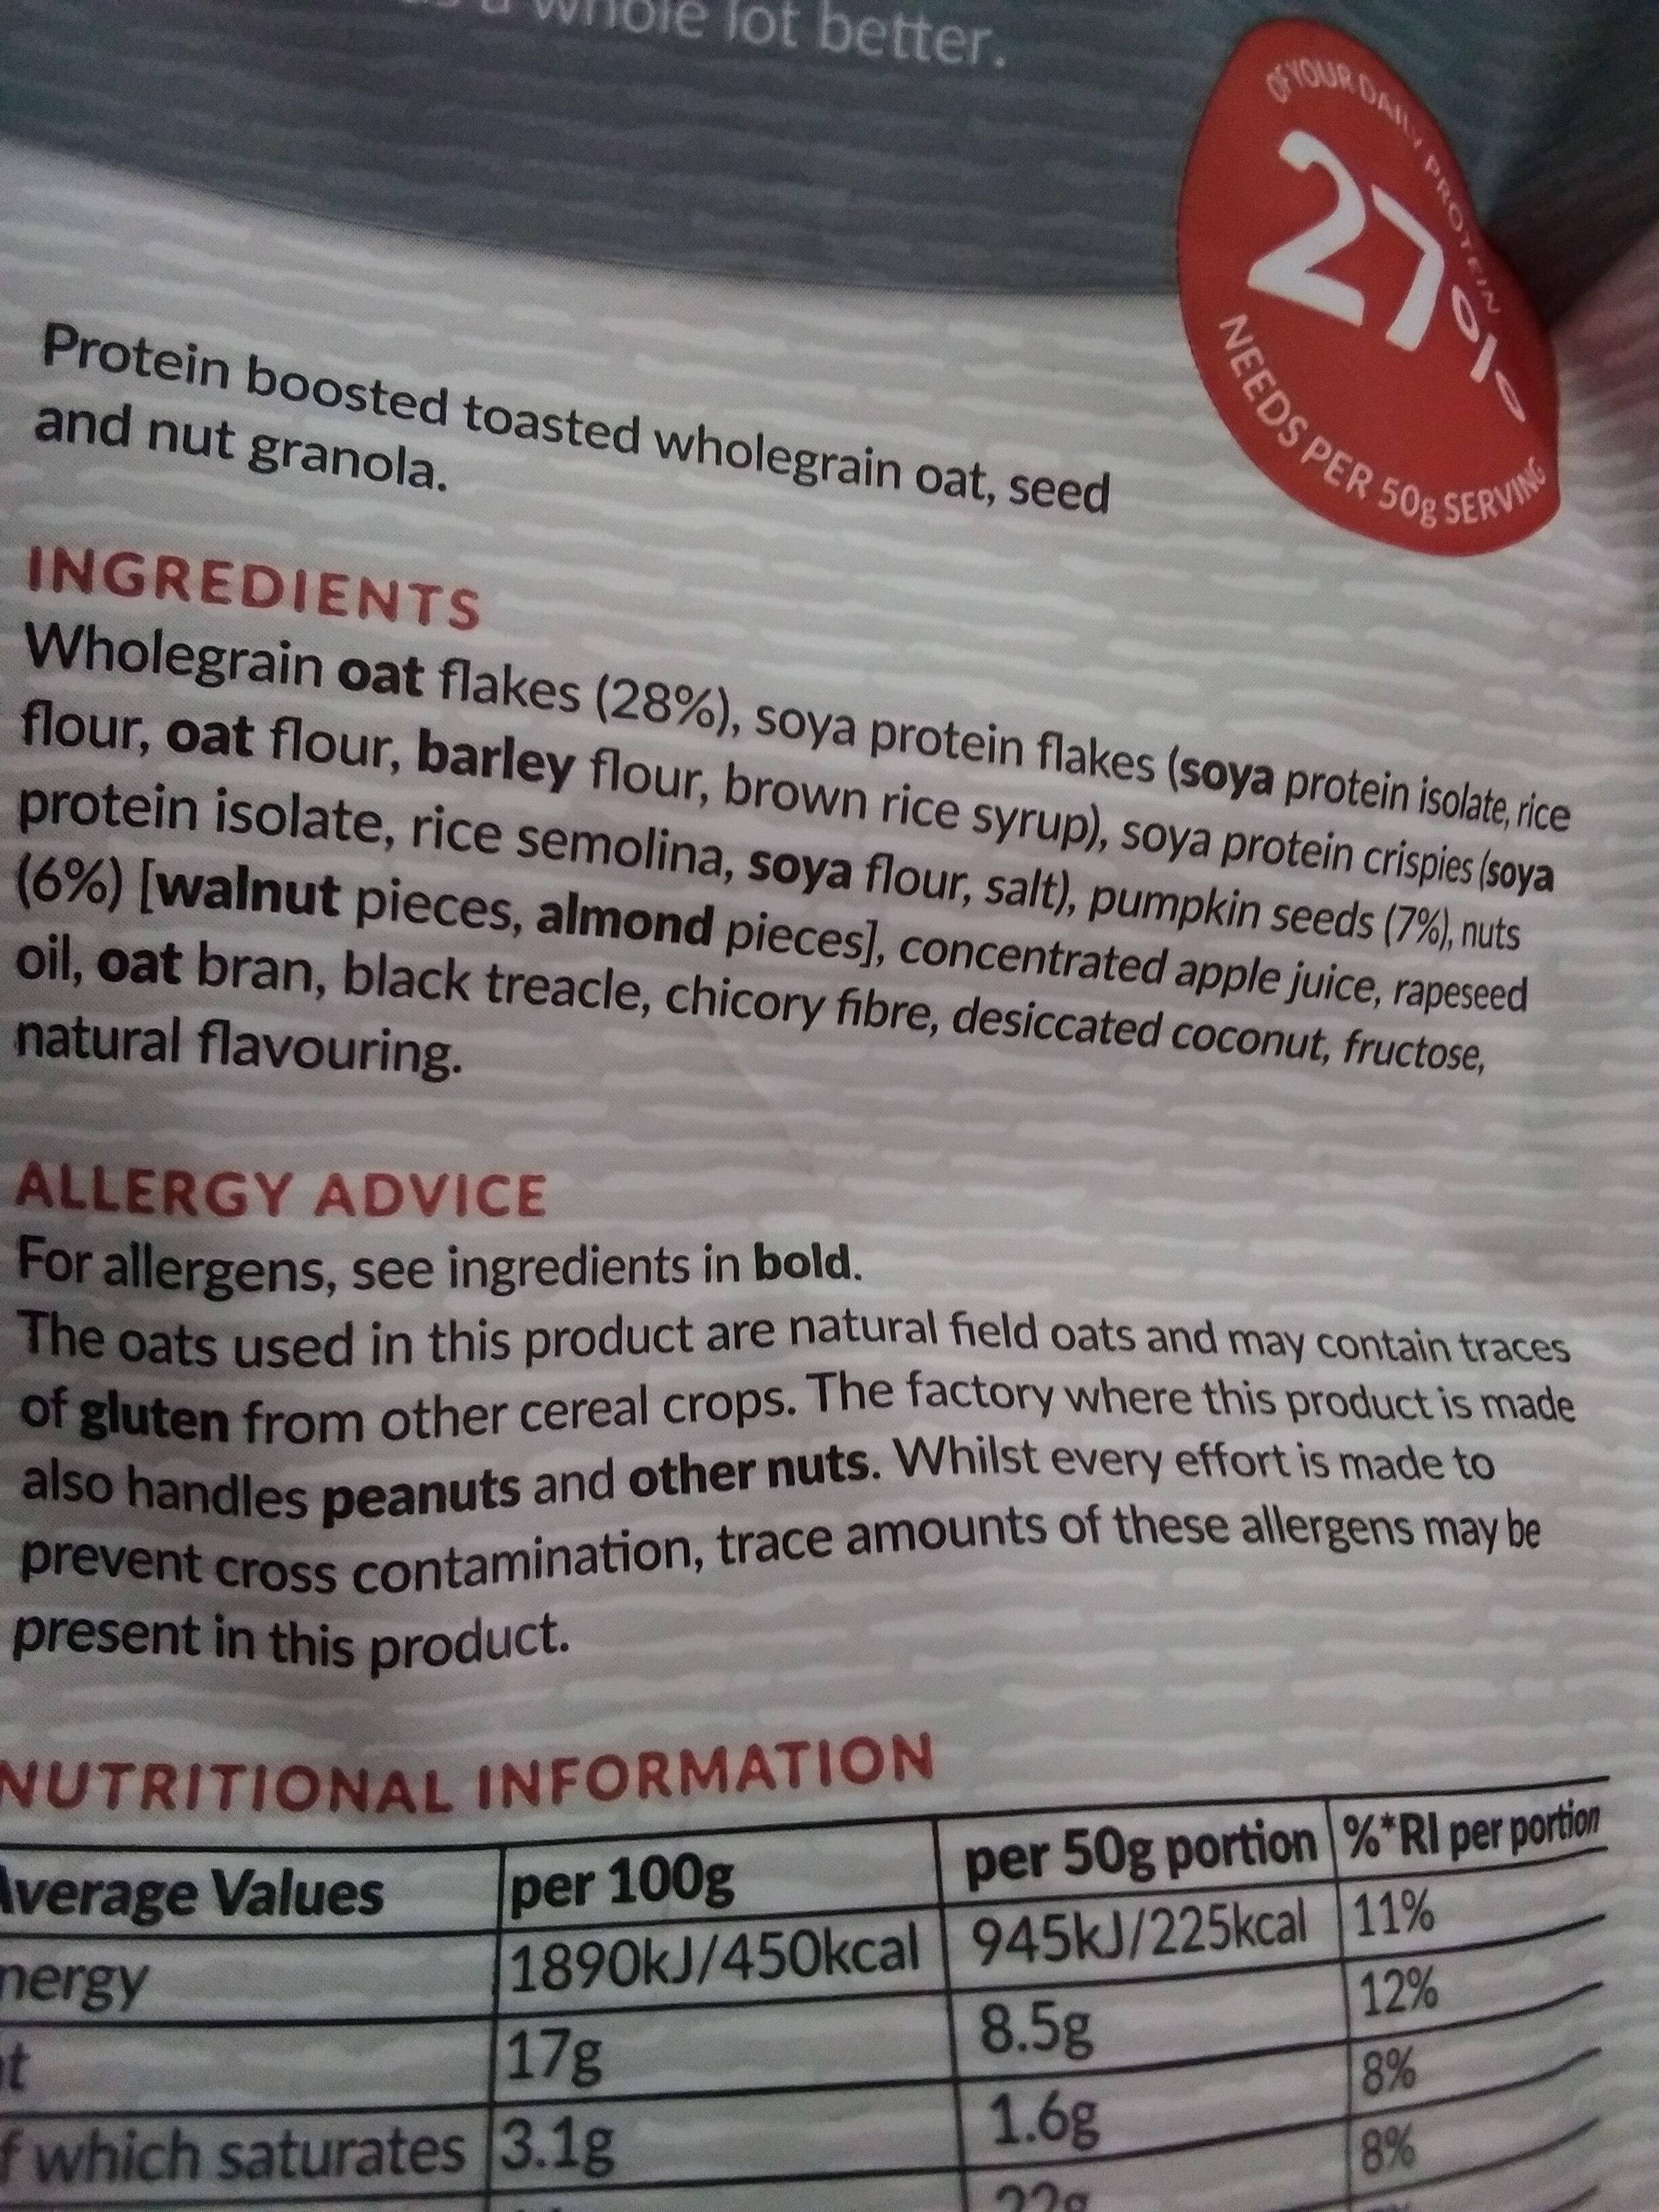 a whole lot better.
OF YOUR DAILY PROTEIN
27%
NEEDS PER 50g SERVING
Protein boosted toasted wholegrain oat, seed
and nut granola.
INGREDIENTS
Wholegrain oat flakes (28%), soya protein flakes (soya protein isolate, rice
flour, oat flour, barley flour, brown rice syrup), soya protein crispies (soya
protein isolate, rice semolina, soya flour, salt), pumpkin seeds (7%), nuts
(6%) [walnut pieces, almond pieces], concentrated apple juice, rapeseed
oil, oat bran, black treacle, chicory fibre, desiccated coconut, fructose,
natural flavouring.
ALLERGY ADVICE
For allergens, see ingredients in bold.
The oats used in this product are natural field oats and may contain traces
of gluten from other cereal crops. The factory where this product is made
also handles peanuts and other nuts. Whilst every effort is made to
prevent cross contamination, trace amounts of these allergens may be
present in this product.
NUTRITIONAL INFORMATION
Average Values per 100g per 50g portion %*RI per portion
nergy 1890kJ/450kcal 945kJ/225kcal 11%
t 17g 8.5g 12%
f which saturates 3.1g 1.6g 8%
22g 8%